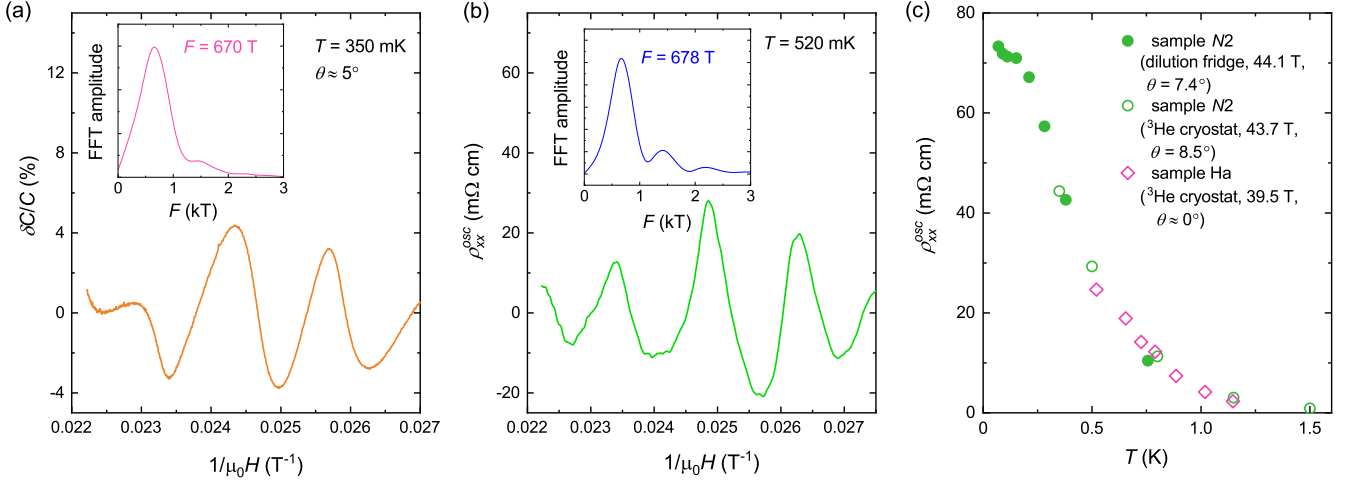 (a)
δC/C (%)
12
8
4
0
-4
0.022
0.023
0.024
0.025
0.026
0.027
1/μ₀H (T⁻¹)
T = 350 mK
θ ≈ 5°
FFT amplitude
F = 670 T
0
1
2
3
F (kT)
(b)
ρₓₓᵒˢᶜ (mΩ cm)
80
60
40
20
0
-20
0.022
0.023
0.024
0.025
0.026
0.027
1/μ₀H (T⁻¹)
T = 520 mK
FFT amplitude
F = 678 T
0
1
2
3
F (kT)
(c)
ρₓₓᵒˢᶜ (mΩ cm)
80
60
40
20
0
0
0.5
1.0
1.5
T (K)
sample N2
(dilution fridge, 44.1 T,
θ = 7.4°)
sample N2
(³He cryostat, 43.7 T,
θ = 8.5°)
sample Ha
(³He cryostat, 39.5 T,
θ ≈ 0°)